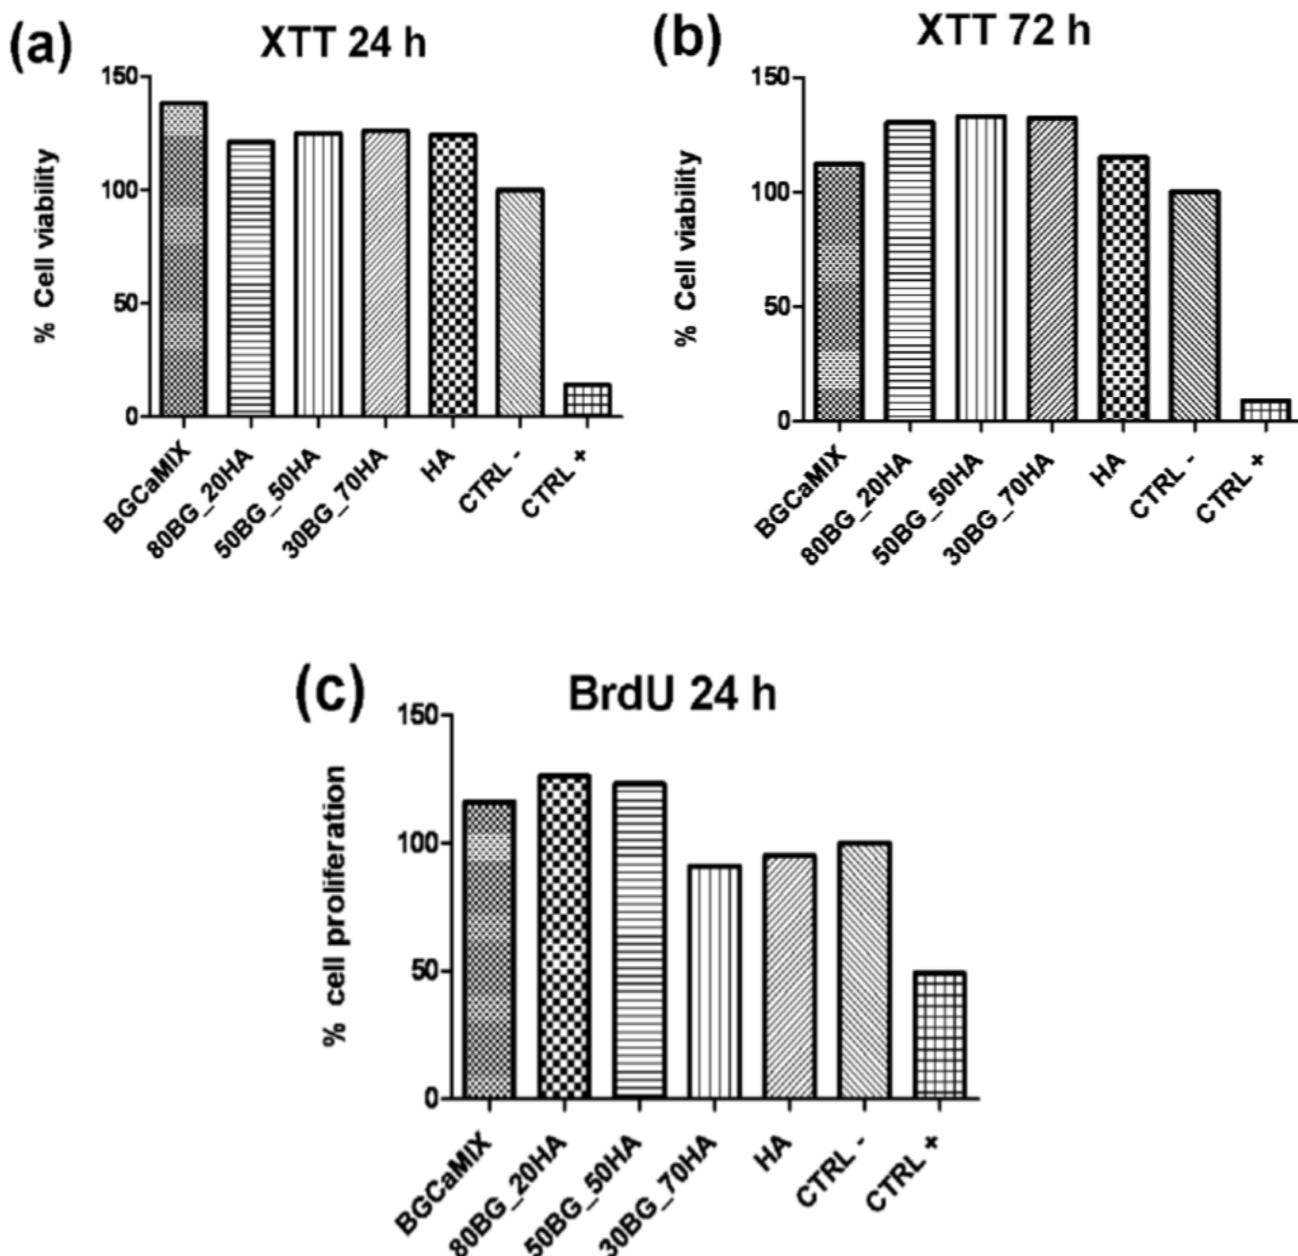 (a)
XTT 24 h
% Cell viability
150
100
50
0
BGCaMIX
80BG_20HA
50BG_50HA
30BG_70HA
HA
CTRL -
CTRL +
(b)
XTT 72 h
% Cell viability
150
100
50
0
BGCaMIX
80BG_20HA
50BG_50HA
30BG_70HA
HA
CTRL -
CTRL +
(c)
BrdU 24 h
% cell proliferation
150
100
50
0
BGCaMIX
80BG_20HA
50BG_50HA
30BG_70HA
HA
CTRL -
CTRL +